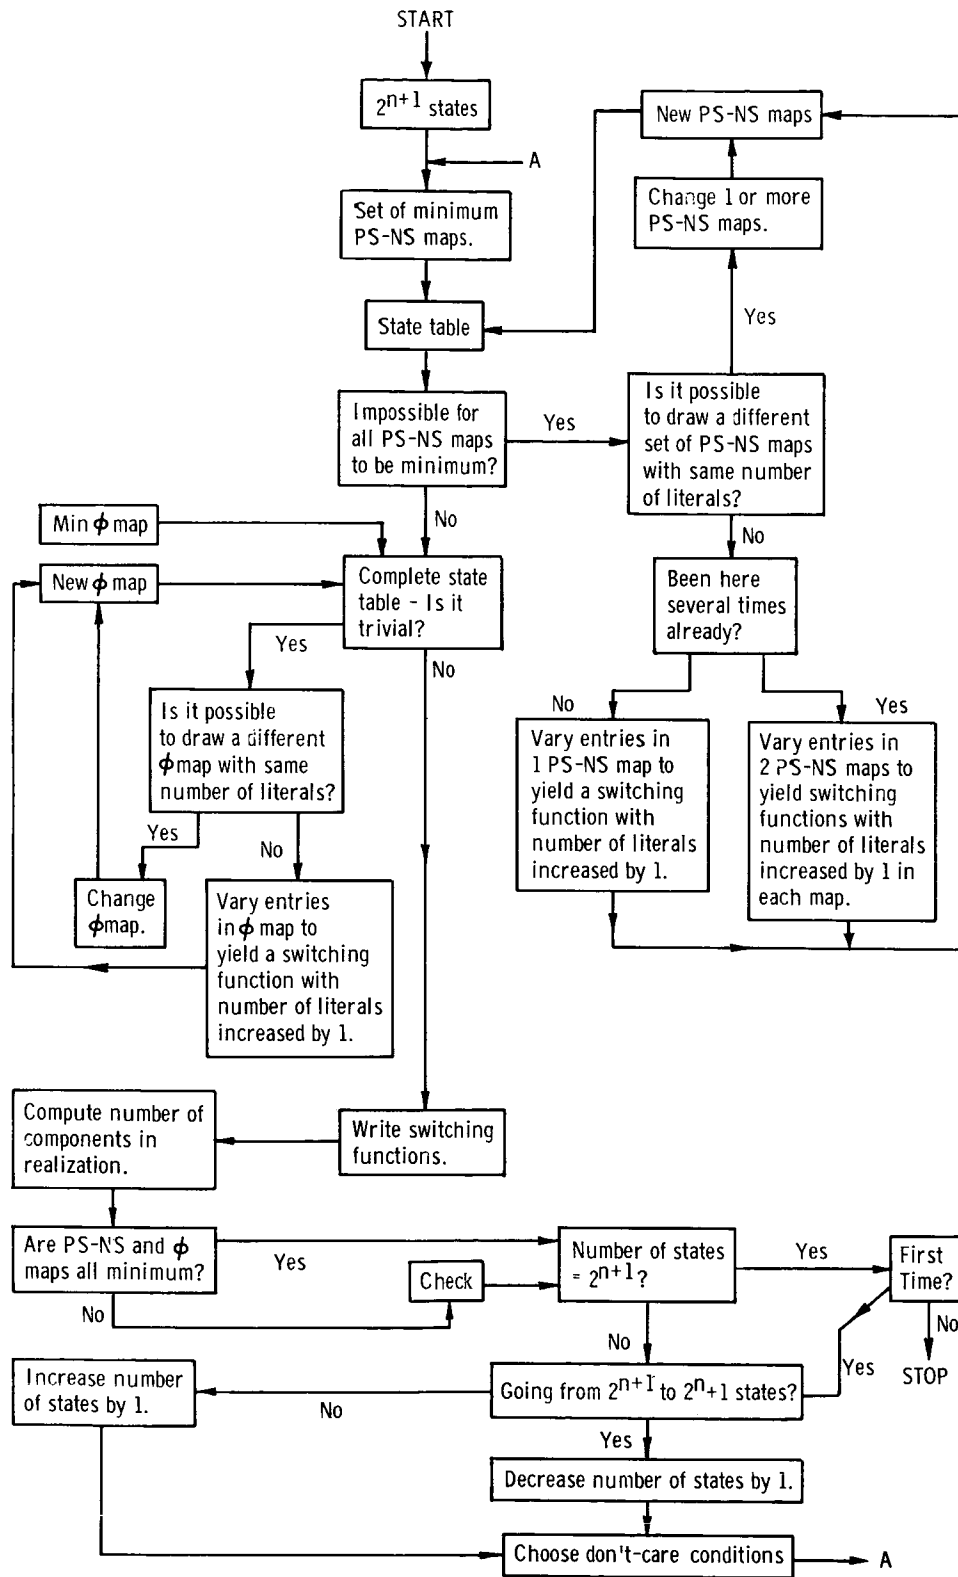 START
2^{n+1} states
A
Set of minimum
PS-NS maps.
State table
Impossible for
all PS-NS maps
to be minimum?
Yes
No
New PS-NS maps
Change 1 or more
PS-NS maps.
Yes
Is it possible
to draw a different
set of PS-NS maps
with same number
of literals?
No
Been here
several times
already?
No
Yes
Vary entries in
1 PS-NS map to
yield a switching
function with
number of literals
increased by 1.
Vary entries in
2 PS-NS maps to
yield switching
functions with
number of literals
increased by 1 in
each map.
Min ϕ map
New ϕ map
Complete state
table - Is it
trivial?
Yes
No
Is it possible
to draw a different
ϕ map with same
number of literals?
Yes
No
Change
ϕ map.
Vary entries
in ϕ map to
yield a switching
function with
number of literals
increased by 1.
Write switching
functions.
Compute number of
components in
realization.
Are PS-NS and ϕ
maps all minimum?
Yes
No
Check
Number of states
= 2^{n+1}?
Yes
No
First
Time?
No
Yes
STOP
Going from 2^{n+1} to 2^n+1 states?
No
Yes
Increase number
of states by 1.
Decrease number of states by 1.
Choose don't-care conditions
A